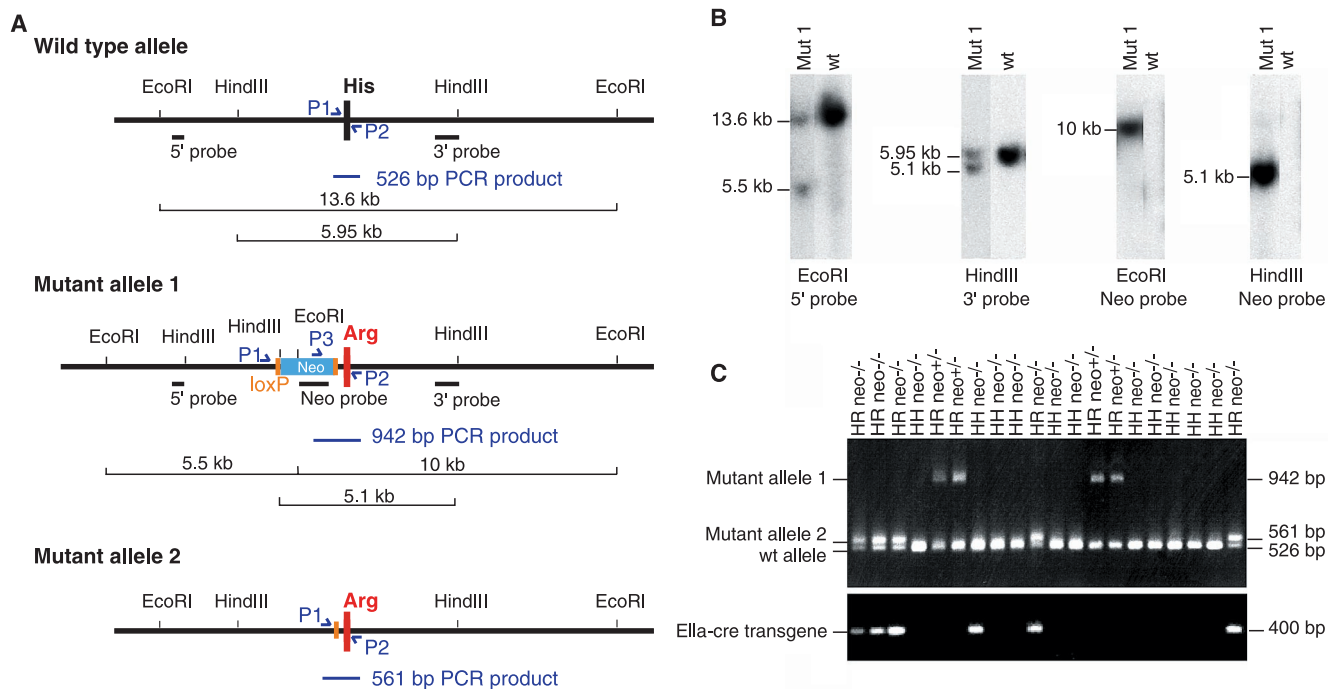 A
Wild type allele
EcoRI HindIII His HindIII EcoRI
P1
P2
5' probe 3' probe
526 bp PCR product
13.6 kb
5.95 kb
Mutant allele 1
EcoRI HindIII HindIII EcoRI HindIII EcoRI
P1 P3 Arg
Neo
loxP P2
5' probe Neo probe 3' probe
942 bp PCR product
5.5 kb 10 kb
5.1 kb
Mutant allele 2
EcoRI HindIII Arg HindIII EcoRI
P1
P2
561 bp PCR product
B
Mut 1 wt Mut 1 wt Mut 1 wt Mut 1 wt
13.6 kb
5.5 kb
5.95 kb
5.1 kb
10 kb
5.1 kb
EcoRI
5' probe
HindIII
3' probe
EcoRI
Neo probe
HindIII
Neo probe
C
HR neo-/-
HR neo-/-
HR neo-/-
HH neo-/-
HR neo+/-
HR neo+/-
HH neo-/-
HH neo-/-
HH neo-/-
HR neo-/-
HH neo-/-
HH neo-/-
HR neo+/-
HR neo+/-
HH neo-/-
HH neo-/-
HH neo-/-
HH neo-/-
HH neo-/-
HR neo-/-
Mutant allele 1 942 bp
Mutant allele 2 561 bp
wt allele 526 bp
Ella-cre transgene 400 bp